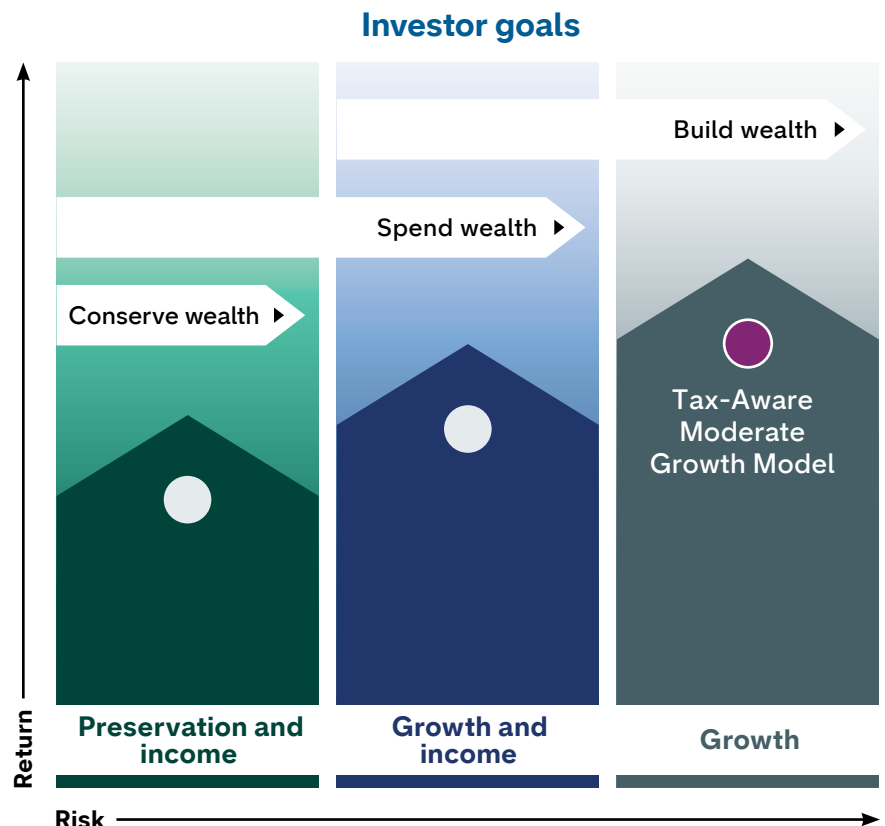 Investor goals
Build wealth
Spend wealth
Conserve wealth
Tax-Aware
Moderate
Growth Model
Return
Preservation and
income
Growth and
income
Growth
Risk